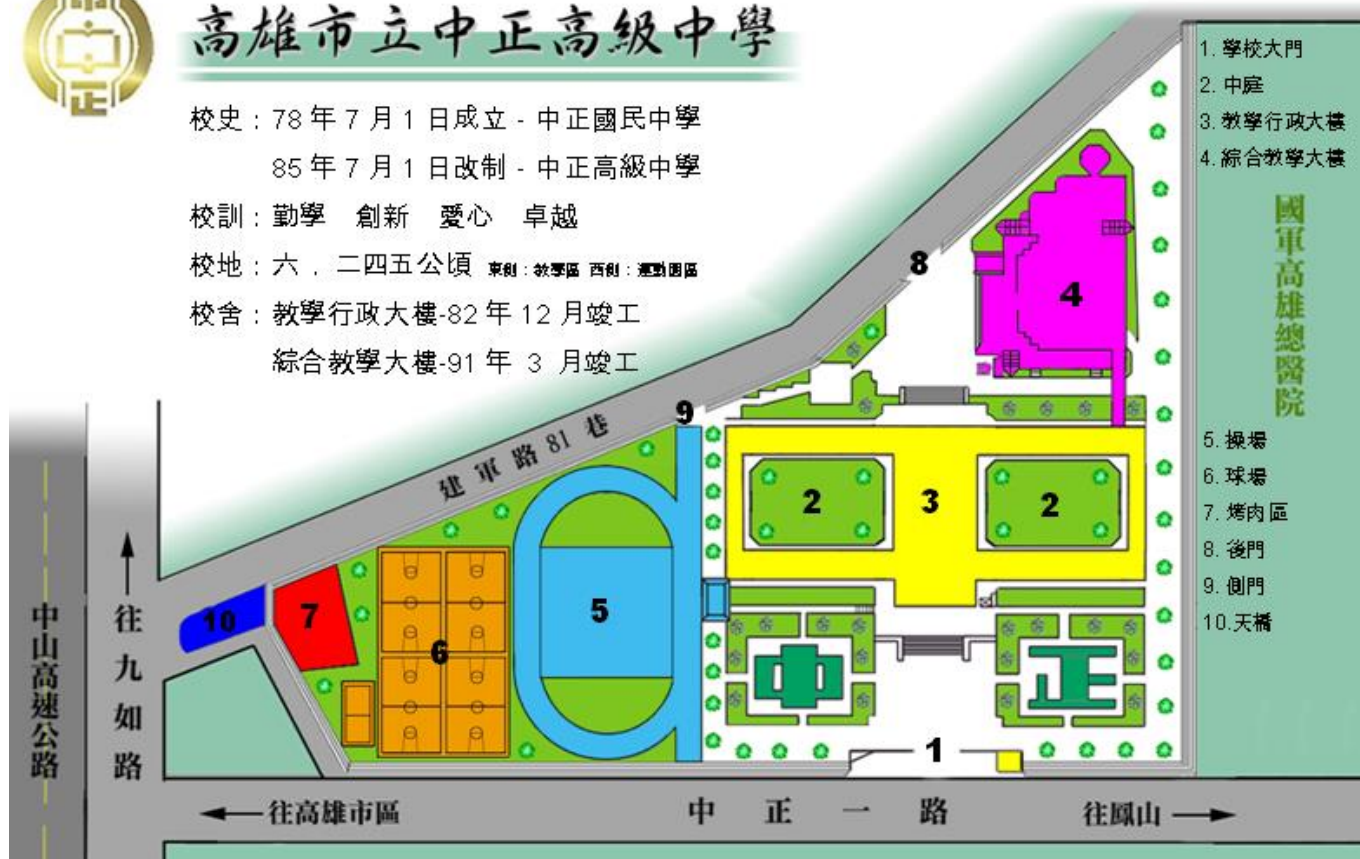 中正
高雄市立中正高級中學
校史：78年7月1日成立-中正國民中學
85年7月1日改制-中正高級中學
校訓：勤學 創新 愛心 卓越
校地：六．二四五公頃 東側：教學區 西側：運動園區
校舍：教學行政大樓-82年12月竣工
綜合教學大樓-91年 3 月竣工
1. 學校大門
2. 中庭
3. 教學行政大樓
4. 綜合教學大樓
國軍高雄總醫院
5. 操場
6. 球場
7. 烤肉區
8. 後門
9. 側門
10.天橋
8
4
9
建軍路81巷
2
3
2
5
7
10
6
中正
1
中山高速公路
往九如路
往高雄市區
中正一路
往鳳山